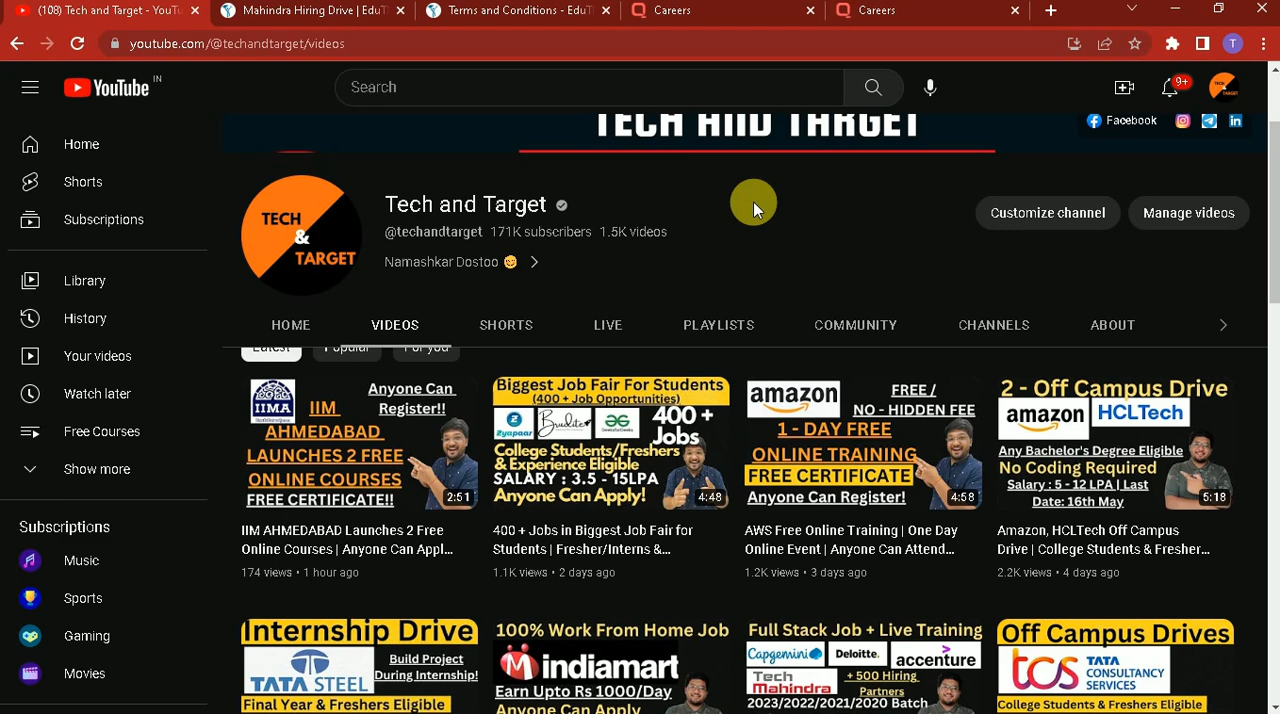 (108) Tech and Target - YouTu
Mahindra Hiring Drive | EduT
Terms and Conditions - EduT
Careers
Careers
youtube.com/@techandtarget/videos
T
YouTube IN
Search
9+
TECH AND TARGET
Facebook
Home
Shorts
Subscriptions
Library
History
Your videos
Watch later
Free Courses
Show more
Subscriptions
Music
Sports
Gaming
Movies
TECH
&
TARGET
Tech and Target
@techandtarget 171K subscribers 1.5K videos
Namashkar Dostoo
Customize channel
Manage videos
HOME
VIDEOS
SHORTS
LIVE
PLAYLISTS
COMMUNITY
CHANNELS
ABOUT
Latest
Popular
For you
IIMA
Anyone Can
Register!!
IIM
AHMEDABAD
LAUNCHES 2 FREE
ONLINE COURSES
FREE CERTIFICATE!!
2:51
IIM AHMEDABAD Launches 2 Free
Online Courses | Anyone Can Appl...
174 views • 1 hour ago
Biggest Job Fair For Students
(400 + Job Opportunities)
Zyapaar
Brudite
GeeksforGeeks
400 +
Jobs
College Students/Freshers
& Experience Eligible
SALARY : 3.5 - 15LPA
Anyone Can Apply!
4:48
400 + Jobs in Biggest Job Fair for
Students | Fresher/Interns &...
1.1K views • 2 days ago
amazon
FREE /
NO - HIDDEN FEE
1 - DAY FREE
ONLINE TRAINING
FREE CERTIFICATE
Anyone Can Register!
4:58
AWS Free Online Training | One Day
Online Event | Anyone Can Attend...
1.2K views • 3 days ago
2 - Off Campus Drive
amazon
HCLTech
Any Bachelor's Degree Eligible
No Coding Required
Salary : 5 - 12 LPA | Last
Date: 16th May
5:18
Amazon, HCLTech Off Campus
Drive | College Students & Fresher...
2.2K views • 4 days ago
Internship Drive
TATA STEEL
Build Project
During Internship!
Final Year & Freshers Eligible
100% Work From Home Job
indiamart
Earn Upto Rs 1000/Day
Anyone Can Apply
Full Stack Job + Live Training
Capgemini
Deloitte.
accenture
Tech
Mahindra
+ 500 Hiring
Partners
2023/2022/2021/2020 Batch
Off Campus Drives
tcs TATA
CONSULTANCY
SERVICES
College Students & Freshers Eligible